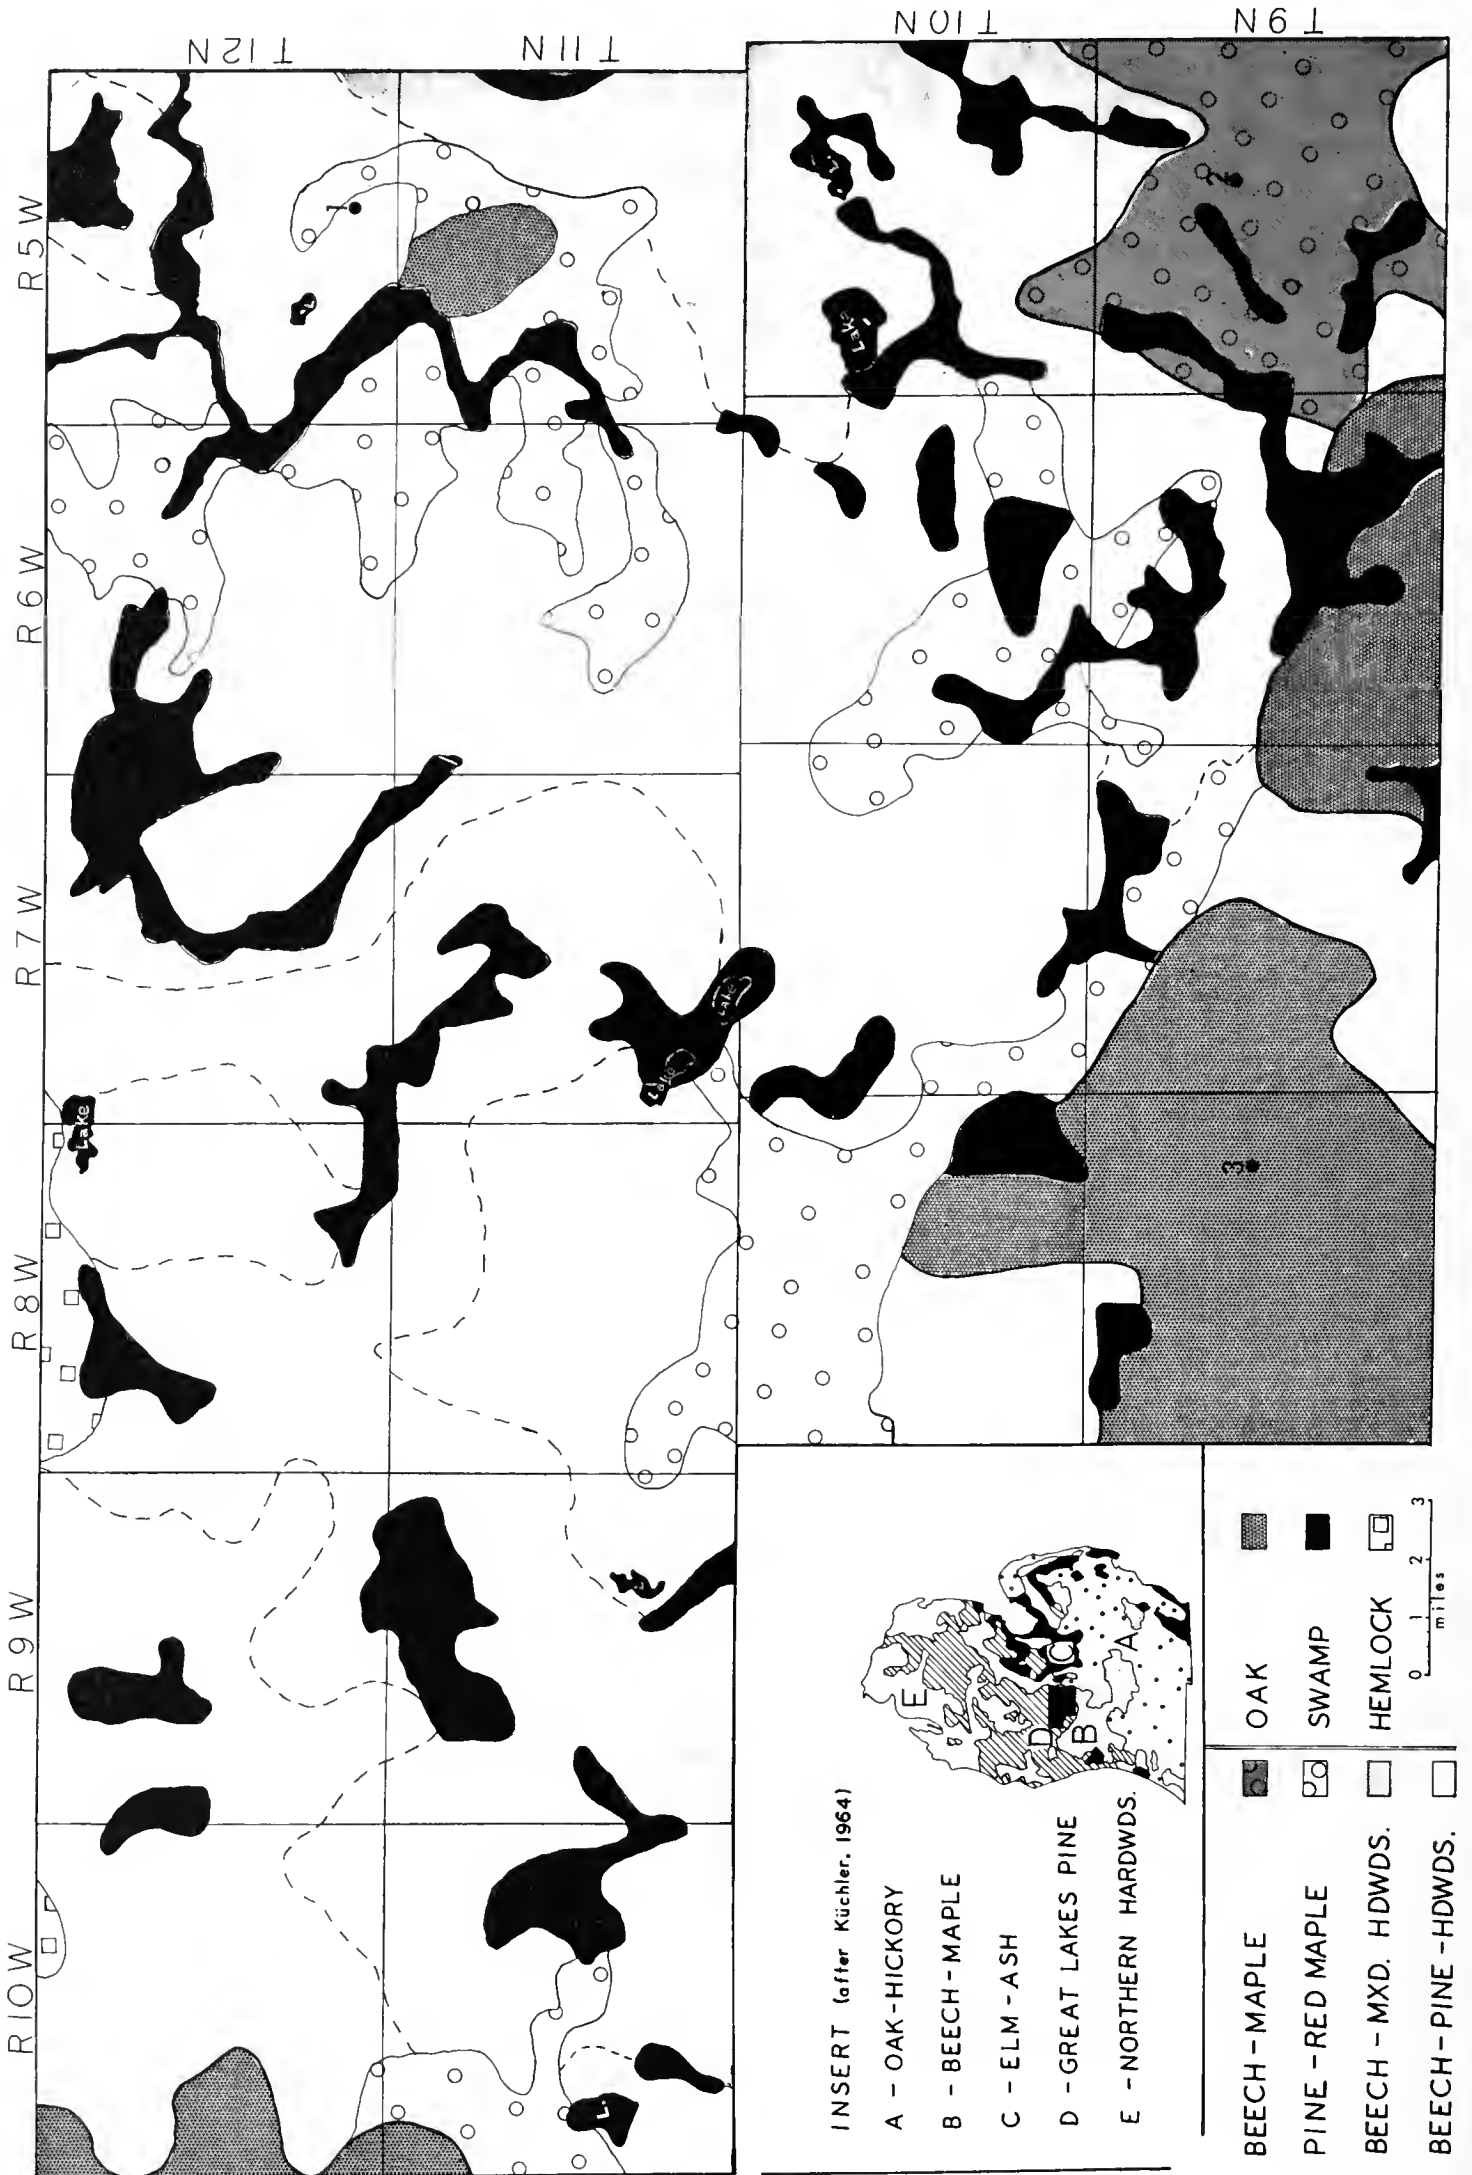 R10W
R9W
R8W
R7W
R6W
R5W
T12N
T11N
T10N
T9N
Lake
Lake
Lake
Lake
L.
L.
L.
1
2
3
INSERT (after Küchler, 1964)
A - OAK-HICKORY
B - BEECH-MAPLE
C - ELM-ASH
D - GREAT LAKES PINE
E - NORTHERN HARDWDS.
E
D
C
B
A
BEECH-MAPLE
PINE-RED MAPLE
BEECH-MXD. HDWDS.
BEECH-PINE-HDWDS.
OAK
SWAMP
HEMLOCK
0 1 2 3
miles